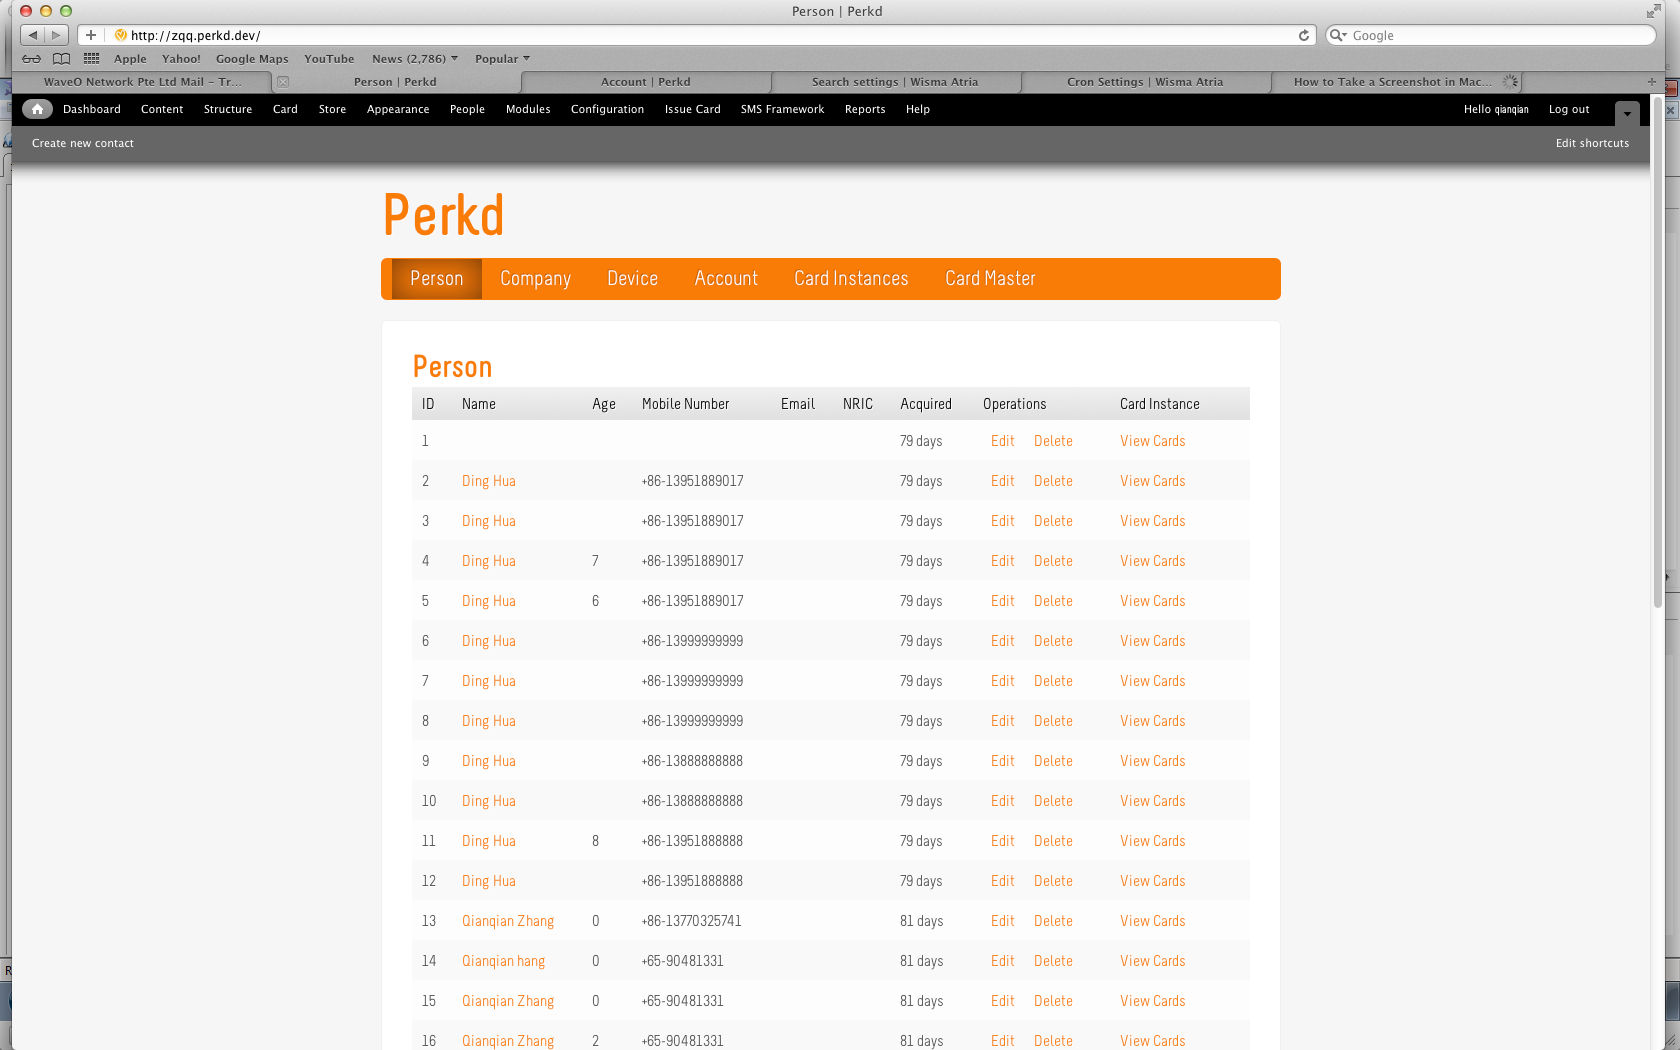 Person | Perkd
http://zqq.perkd.dev/
Google
Apple Yahoo! Google Maps YouTube News (2,786) Popular
WaveO Network Pte Ltd Mail – Tr... Person | Perkd Account | Perkd Search settings | Wisma Atria Cron Settings | Wisma Atria How to Take a Screenshot in Mac...
Dashboard Content Structure Card Store Appearance People Modules Configuration Issue Card SMS Framework Reports Help Hello qianqian Log out
Create new contact Edit shortcuts
Perkd
Person Company Device Account Card Instances Card Master
Person
ID Name Age Mobile Number Email NRIC Acquired Operations Card Instance
1 79 days Edit Delete View Cards
2 Ding Hua +86-13951889017 79 days Edit Delete View Cards
3 Ding Hua +86-13951889017 79 days Edit Delete View Cards
4 Ding Hua 7 +86-13951889017 79 days Edit Delete View Cards
5 Ding Hua 6 +86-13951889017 79 days Edit Delete View Cards
6 Ding Hua +86-13999999999 79 days Edit Delete View Cards
7 Ding Hua +86-13999999999 79 days Edit Delete View Cards
8 Ding Hua +86-13999999999 79 days Edit Delete View Cards
9 Ding Hua +86-13888888888 79 days Edit Delete View Cards
10 Ding Hua +86-13888888888 79 days Edit Delete View Cards
11 Ding Hua 8 +86-13951888888 79 days Edit Delete View Cards
12 Ding Hua +86-13951888888 79 days Edit Delete View Cards
13 Qianqian Zhang 0 +86-13770325741 81 days Edit Delete View Cards
14 Qianqian hang 0 +65-90481331 81 days Edit Delete View Cards
15 Qianqian Zhang 0 +65-90481331 81 days Edit Delete View Cards
16 Qianqian Zhang 2 +65-90481331 81 days Edit Delete View Cards